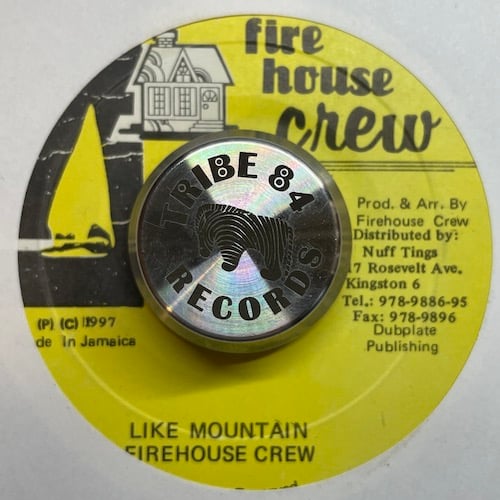 fire
house
crew
TRIBE 84
RECORDS
Prod. & Arr. By
Firehouse Crew
Distributed by:
Nuff Tings
17 Rosevelt Ave.
Kingston 6
Tel.: 978-9886-95
Fax: 978-9896
Dubplate
Publishing
(P) (C) 1997
de In Jamaica
LIKE MOUNTAIN
FIREHOUSE CREW